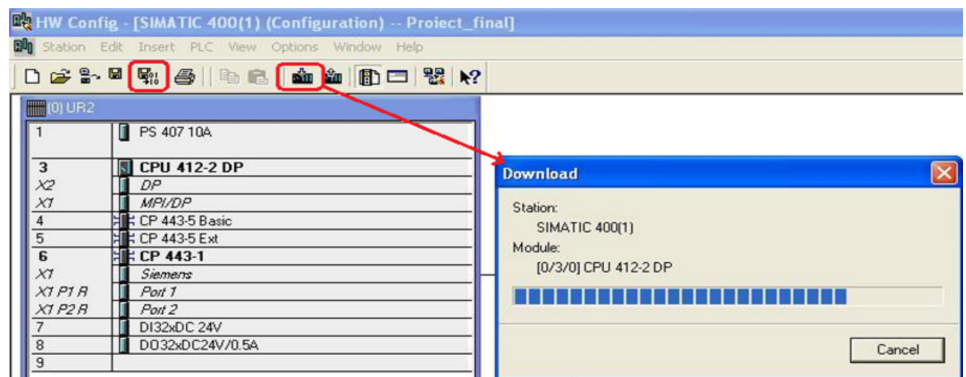 HW Config - [SIMATIC 400(1) (Configuration) -- Project_final]
Station Edit Insert PLC View Options Window Help
(0) UR2
1 PS 407 10A
3 CPU 412-2 DP
X2 DP
X1 MPI/DP
4 CP 443-5 Basic
5 CP 443-5 Ext
6 CP 443-1
X1 Siemens
X1 P1 R Port 1
X1 P2 R Port 2
7 DI32xDC 24V
8 DO32xDC24V/0.5A
9
Download
Station:
SIMATIC 400(1)
Module:
[0/3/0] CPU 412-2 DP
Cancel